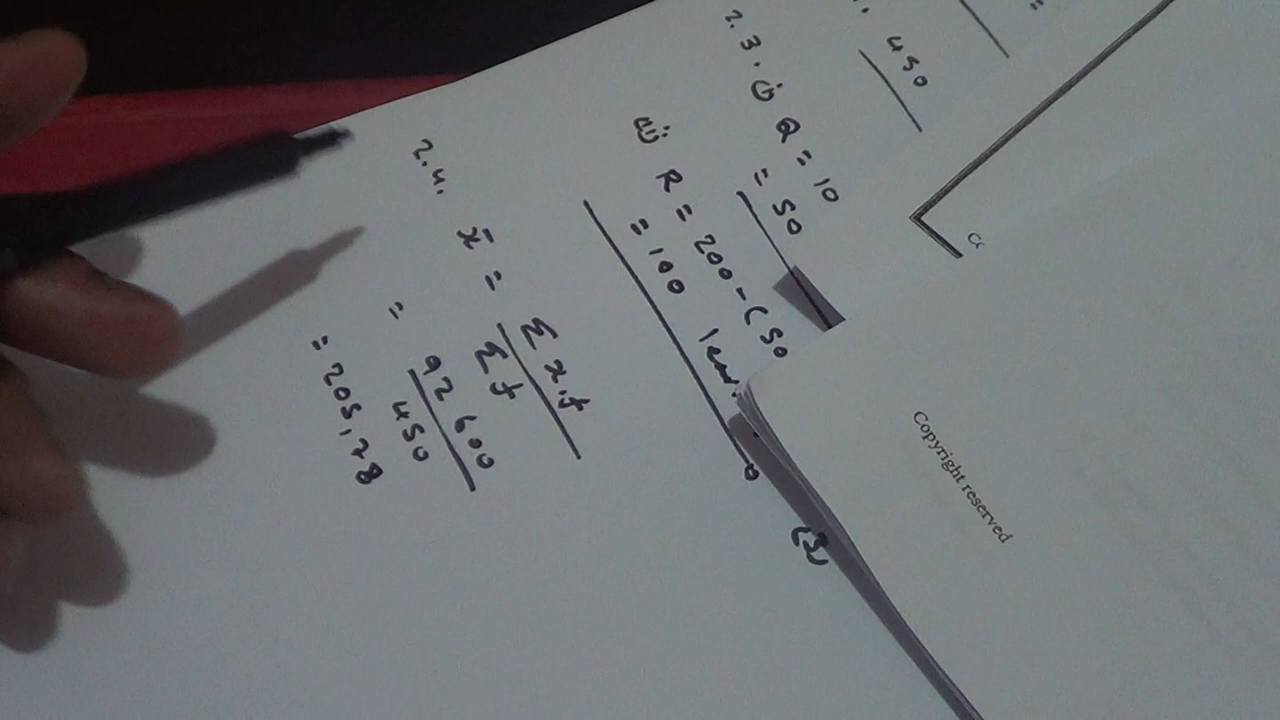 . 450
2.3. (i) Q = 10
= 50
(ii) R = 200 - (50
= 100
(3)
2.4. x̄ = Σx.f
Σf
= 92 600
450
= 205,78
Copyright reserved